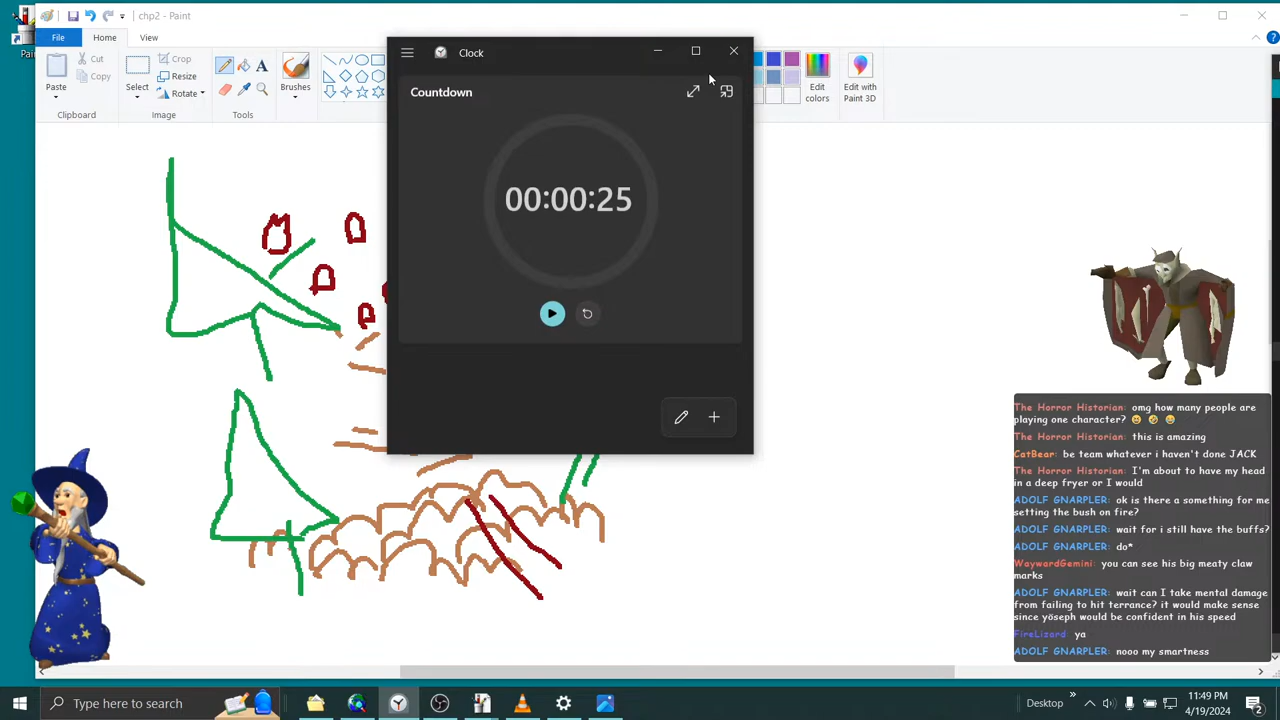 chp2 - Paint
File
Home
View
Cut
Copy
Paste
Clipboard
Crop
Resize
Rotate
Select
Image
A
Tools
Brushes
Edit
colors
Edit with
Paint 3D
Clock
Countdown
00:00:25
The Horror Historian: omg how many people are
playing one character?
The Horror Historian: this is amazing
CatBear: be team whatever i haven't done JACK
The Horror Historian: I'm about to have my head
in a deep fryer or I would
ADOLF GNARPLER: ok is there a something for me
setting the bush on fire?
ADOLF GNARPLER: wait for i still have the buffs?
ADOLF GNARPLER: do*
WaywardGemini: you can see his big meaty claw
marks
ADOLF GNARPLER: wait can I take mental damage
from failing to hit terrance? it would make sense
since yöseph would be confident in his speed
FireLizard: ya
ADOLF GNARPLER: nooo my smartness
Type here to search
Desktop
11:49 PM
4/19/2024
2